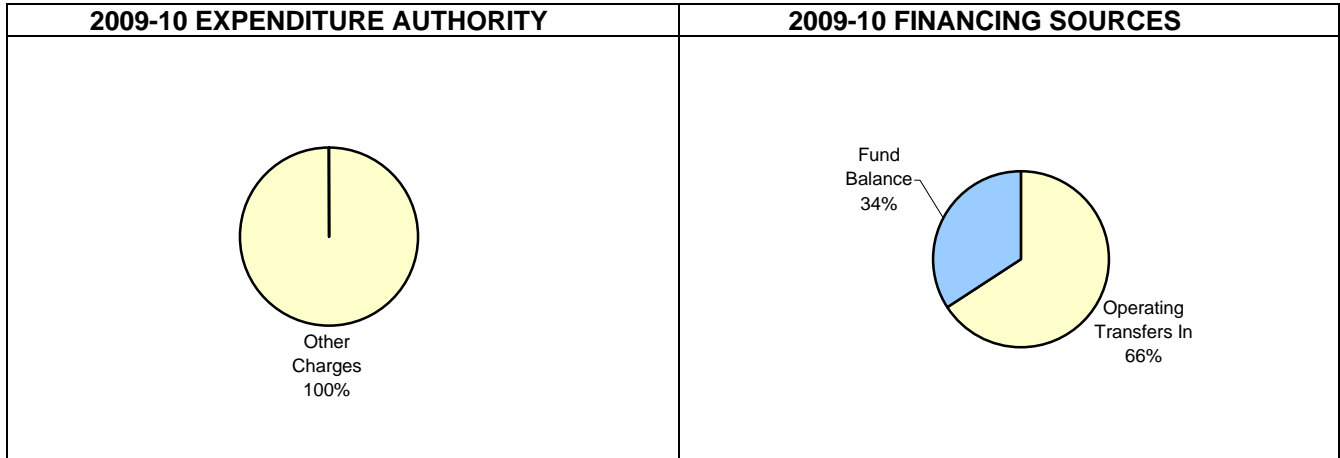 2009-10 EXPENDITURE AUTHORITY
2009-10 FINANCING SOURCES
Other
Charges
100%
Fund
Balance
34%
Operating
Transfers In
66%